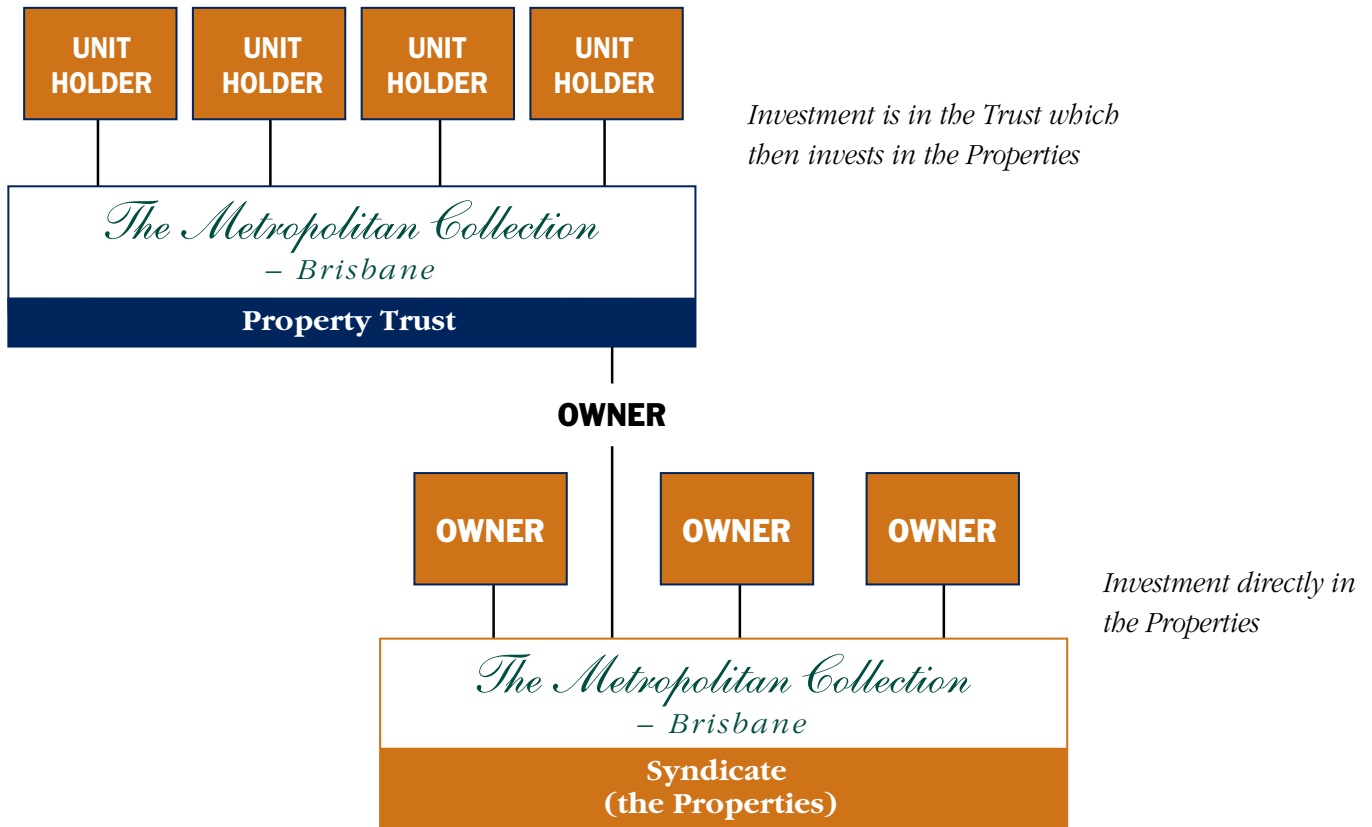 UNIT
HOLDER
UNIT
HOLDER
UNIT
HOLDER
UNIT
HOLDER
Investment is in the Trust which
then invests in the Properties
The Metropolitan Collection
– Brisbane
Property Trust
OWNER
OWNER
OWNER
OWNER
Investment directly in
the Properties
The Metropolitan Collection
– Brisbane
Syndicate
(the Properties)